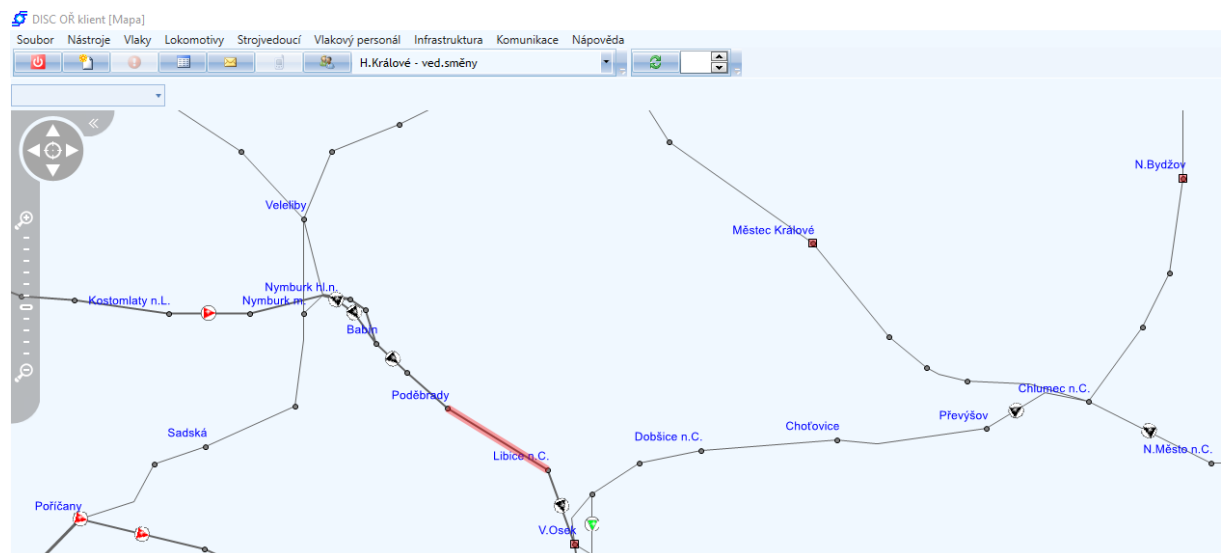 DISC OŘ klient [Mapa]
Soubor Nástroje Vlaky Lokomotivy Strojvedoucí Vlakový personál Infrastruktura Komunikace Nápověda
H.Králové - ved.směny
N.Bydžov
Veleliby
Městec Králové
Nymburk hl.n.
Kostomlaty n.L.
Nymburk m.
Babín
Chlumec n.C.
Poděbrady
Převýšov
Choťovice
Sadská
Dobšice n.C.
N.Město n.C.
Libice n.C.
Poříčany
V.Osek